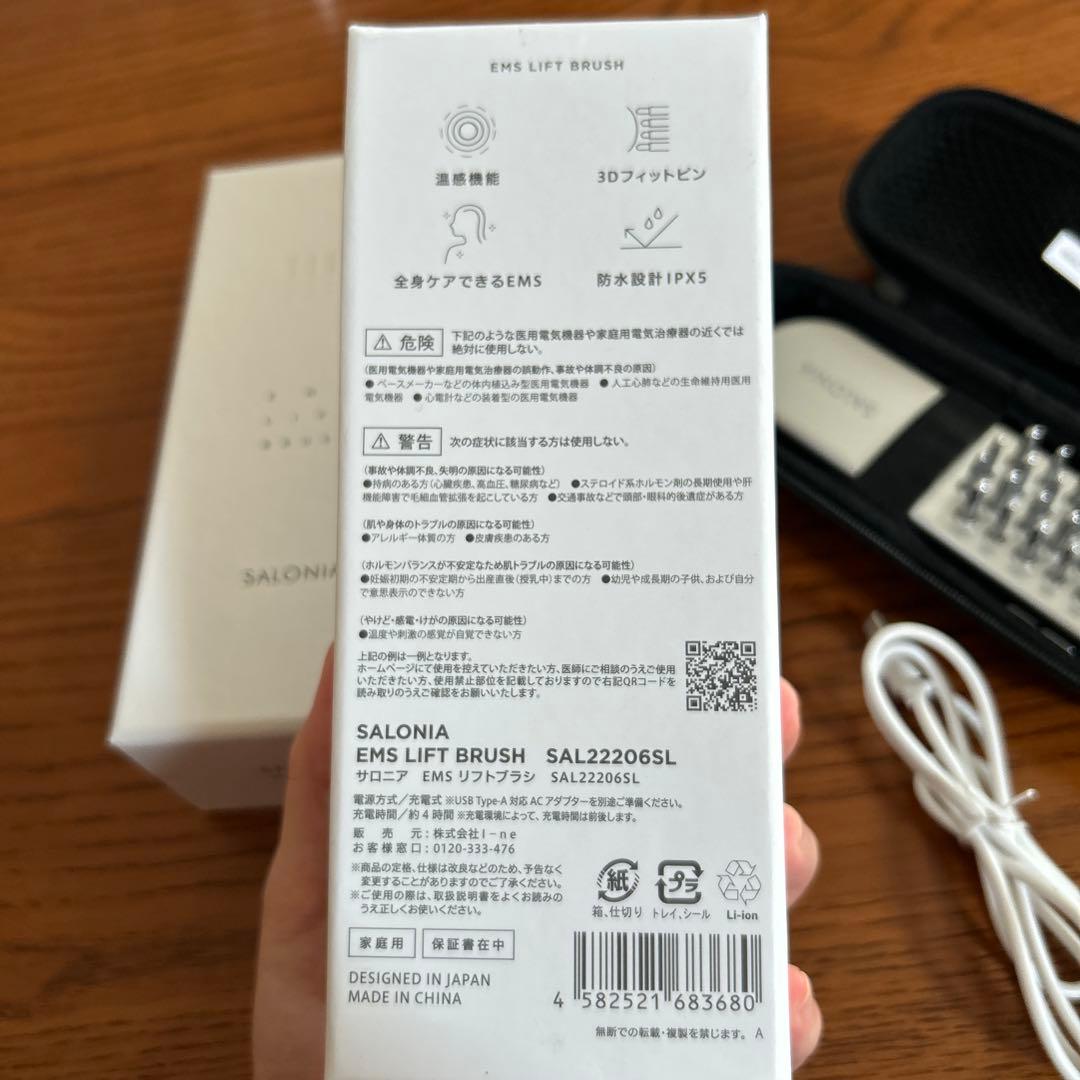 EMS LIFT BRUSH
温感機能
3Dフィットピン
全身ケアできるEMS
防水設計IPX5
危険
下記のような医用電気機器や家庭用電気治療器の近くでは
絶対に使用しない。
(医用電気機器や家庭用電気治療器の誤動作、事故や体調不良の原因)
●ペースメーカーなどの体内植込み型医用電気機器 ●人工心肺などの生命維持用医用
電気機器 ●心電計などの装着型の医用電気機器
警告
次の症状に該当する方は使用しない。
(事故や体調不良、失明の原因になる可能性)
●持病のある方(心臓疾患、高血圧、糖尿病など) ●ステロイド系ホルモン剤の長期使用や肝
機能障害で毛細血管拡張を起こしている方 ●交通事故などで頭部・眼科的後遺症がある方
(肌や身体のトラブルの原因になる可能性)
●アレルギー体質の方 ●皮膚疾患のある方
(ホルモンバランスが不安定なため肌トラブルの原因になる可能性)
●妊娠初期の不安定期から出産直後(授乳中)までの方 ●幼児や成長期の子供、および自分
で意思表示のできない方
(やけど・感電・けがの原因になる可能性)
●温度や刺激の感覚が自覚できない方
上記の例は一例となります。
ホームページにて使用を控えていただきたい方、医師にご相談のうえご使用
いただきたい方、使用禁止部位を記載しておりますので右記QRコードを
読み取りのうえご確認をお願いいたします。
SALONIA
EMS LIFT BRUSH SAL22206SL
サロニア EMS リフトブラシ SAL22206SL
電源方式/充電式 ※USB Type-A 対応 AC アダプターを別途ご準備ください。
充電時間/約4時間 ※充電環境によって、充電時間は前後します。
販 売 元:株式会社I-ne
お客様窓口:0120-333-476
※商品の定格、仕様は改良などのため、予告なく
変更することがありますのでご了承ください。
※ご使用の際は、取扱説明書をよくお読みの
うえ正しくお使いください。
紙
プラ
箱、仕切り
トレイ、シール
Li-ion
家庭用
保証書在中
DESIGNED IN JAPAN
MADE IN CHINA
4 582521 683680
無断での転載・複製を禁じます。 A
SALONIA
SALONIA